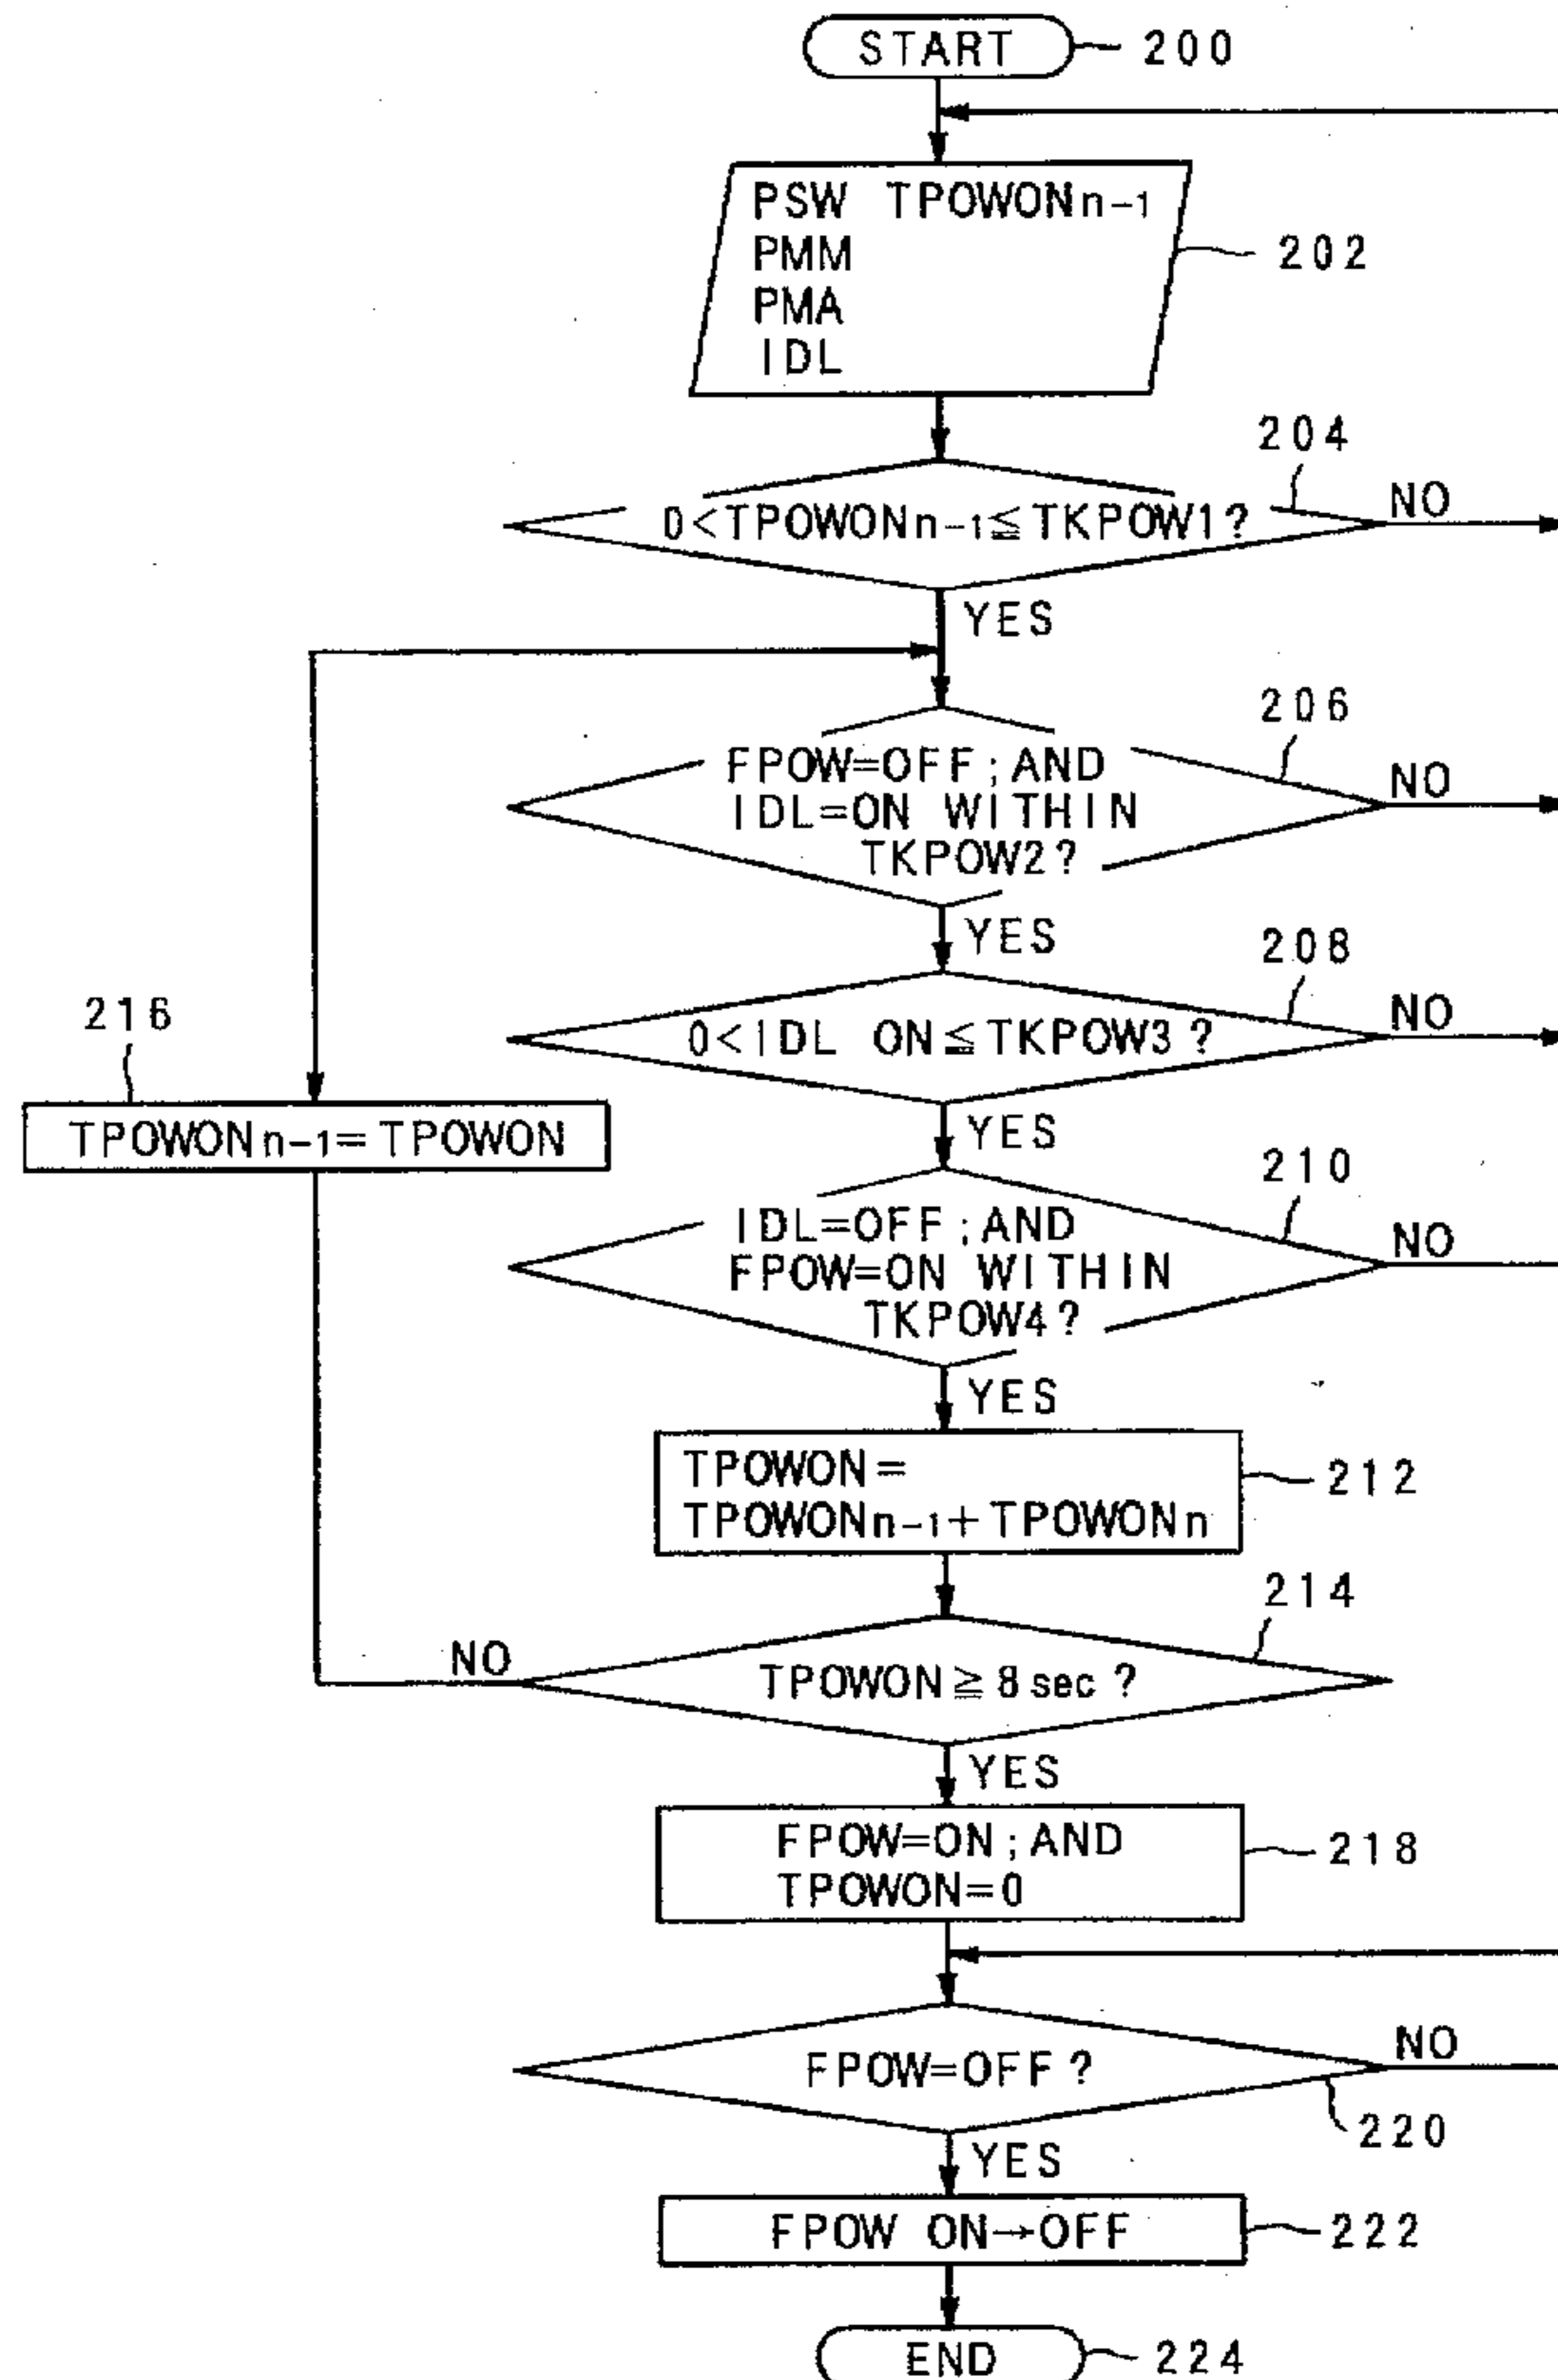 START 200
PSW TPOWONn-1
PMM
PMA
IDL
202
204
0<TPOWONn-1≦TKPOW1?
NO
YES
206
FPOW=OFF;AND
IDL=ON WITHIN
TKPOW2?
NO
YES
208
0<IDL ON≦TKPOW3?
NO
YES
216
TPOWONn-1=TPOWON
210
IDL=OFF;AND
FPOW=ON WITHIN
TKPOW4?
NO
YES
TPOWON=
TPOWONn-1+TPOWONn
212
214
TPOWON≧8sec?
NO
YES
FPOW=ON;AND
TPOWON=0
218
FPOW=OFF?
NO
220
YES
FPOW ON→OFF
222
END 224